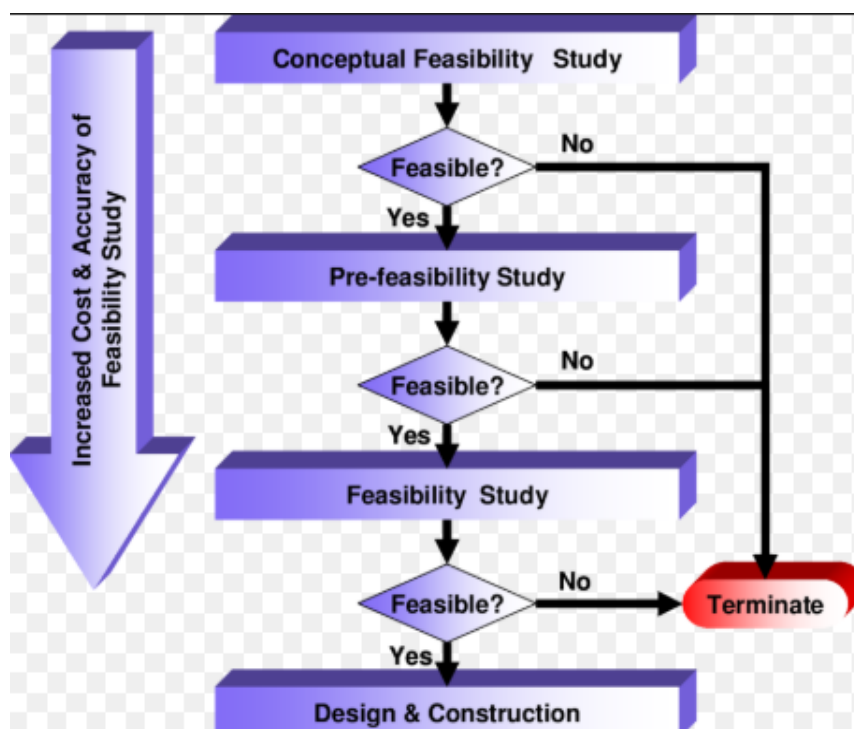 Conceptual Feasibility Study
Feasible?
No
Yes
Pre-feasibility Study
Feasible?
No
Yes
Feasibility Study
Feasible?
No
Terminate
Yes
Design & Construction
Increased Cost & Accuracy of
Feasibility Study